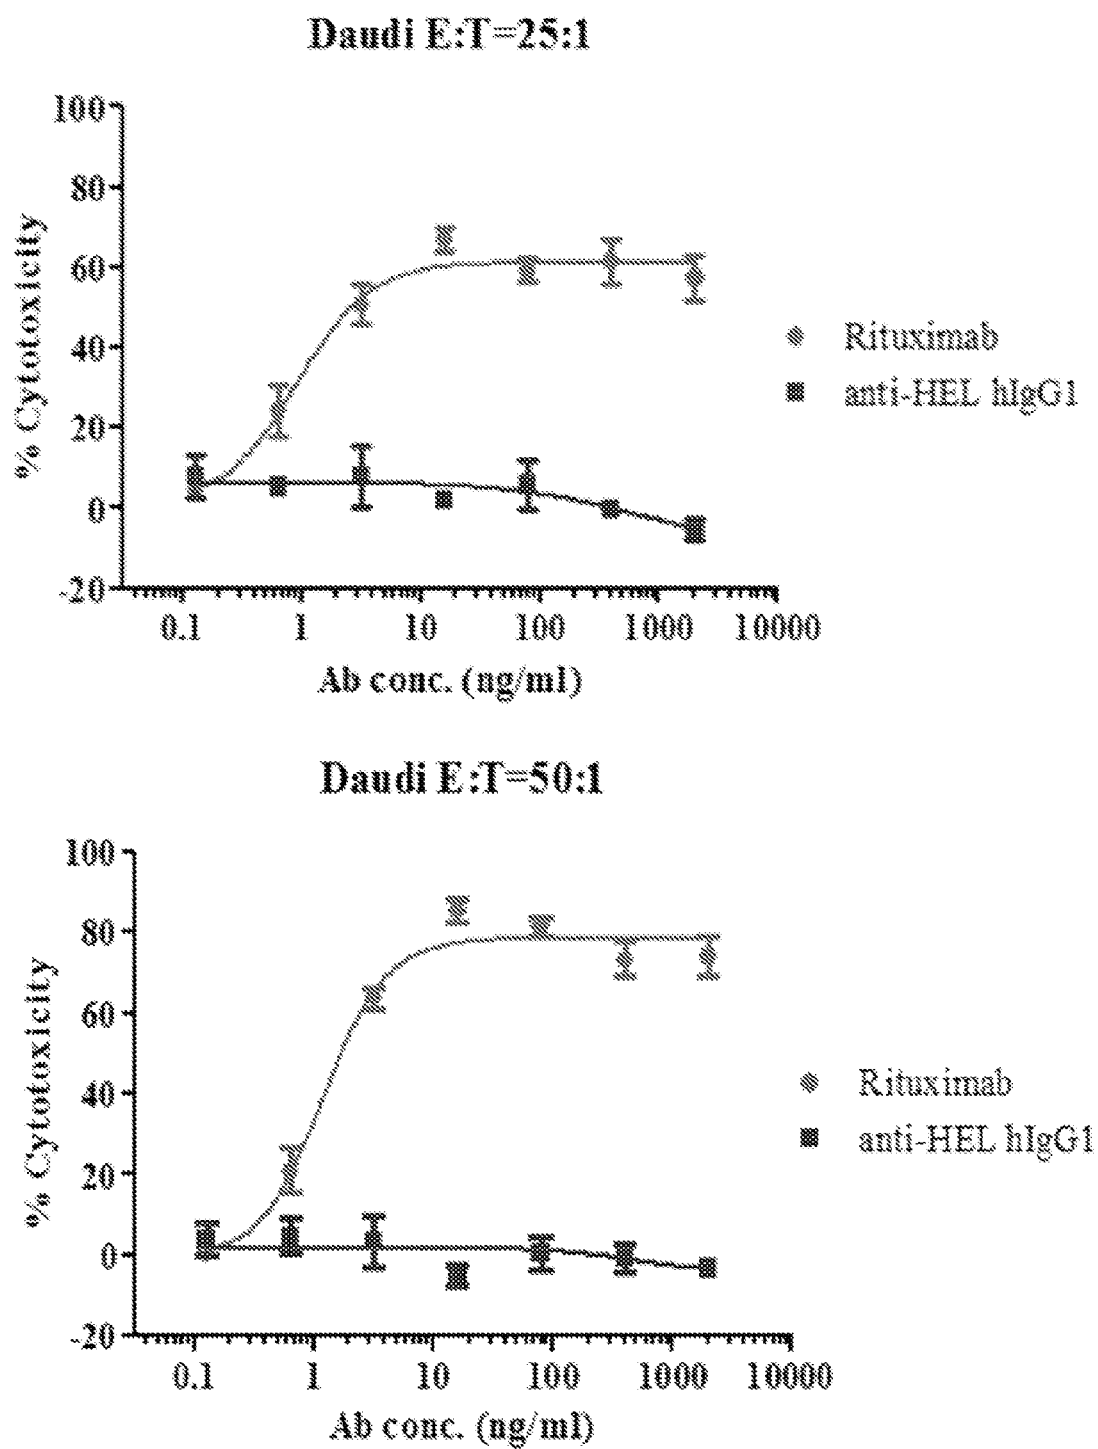 Daudi E:T=25:1
100
80
60
40
20
0
-20
% Cytotoxicity
0.1 1 10 100 1000 10000
Ab conc. (ng/ml)
Rituximab
anti-HEL hIgG1
Daudi E:T=50:1
100
80
60
40
20
0
-20
% Cytotoxicity
0.1 1 10 100 1000 10000
Ab conc. (ng/ml)
Rituximab
anti-HEL hIgG1